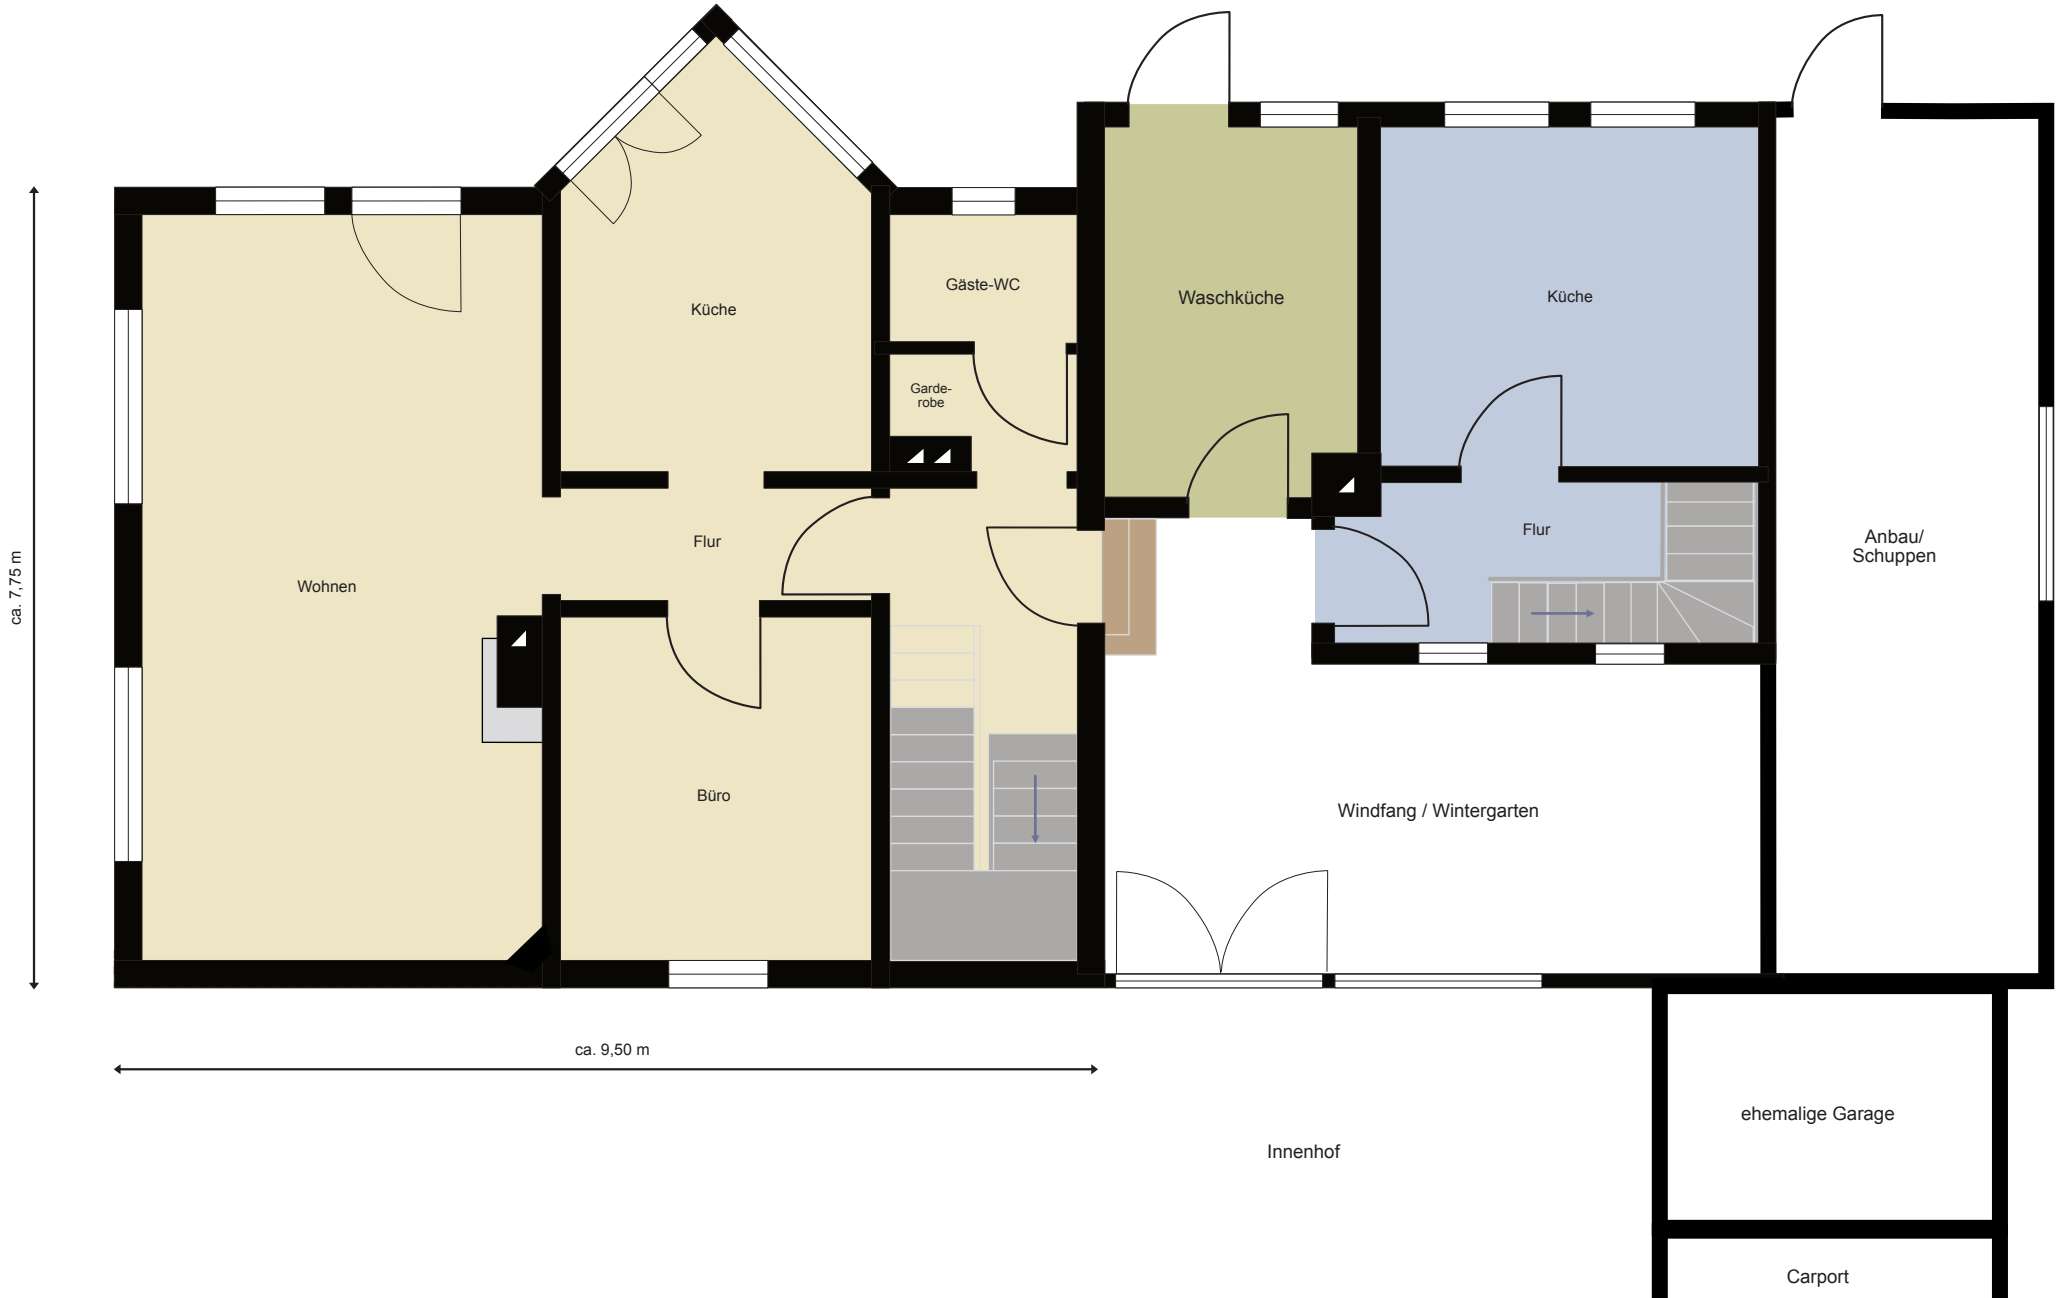 Gäste-WC
Küche
Waschküche
Küche
Garde-
robe
Flur
Flur
Anbau/
Schuppen
Wohnen
ca. 7,75 m
Büro
Windfang / Wintergarten
ca. 9,50 m
ehemalige Garage
Innenhof
Carport